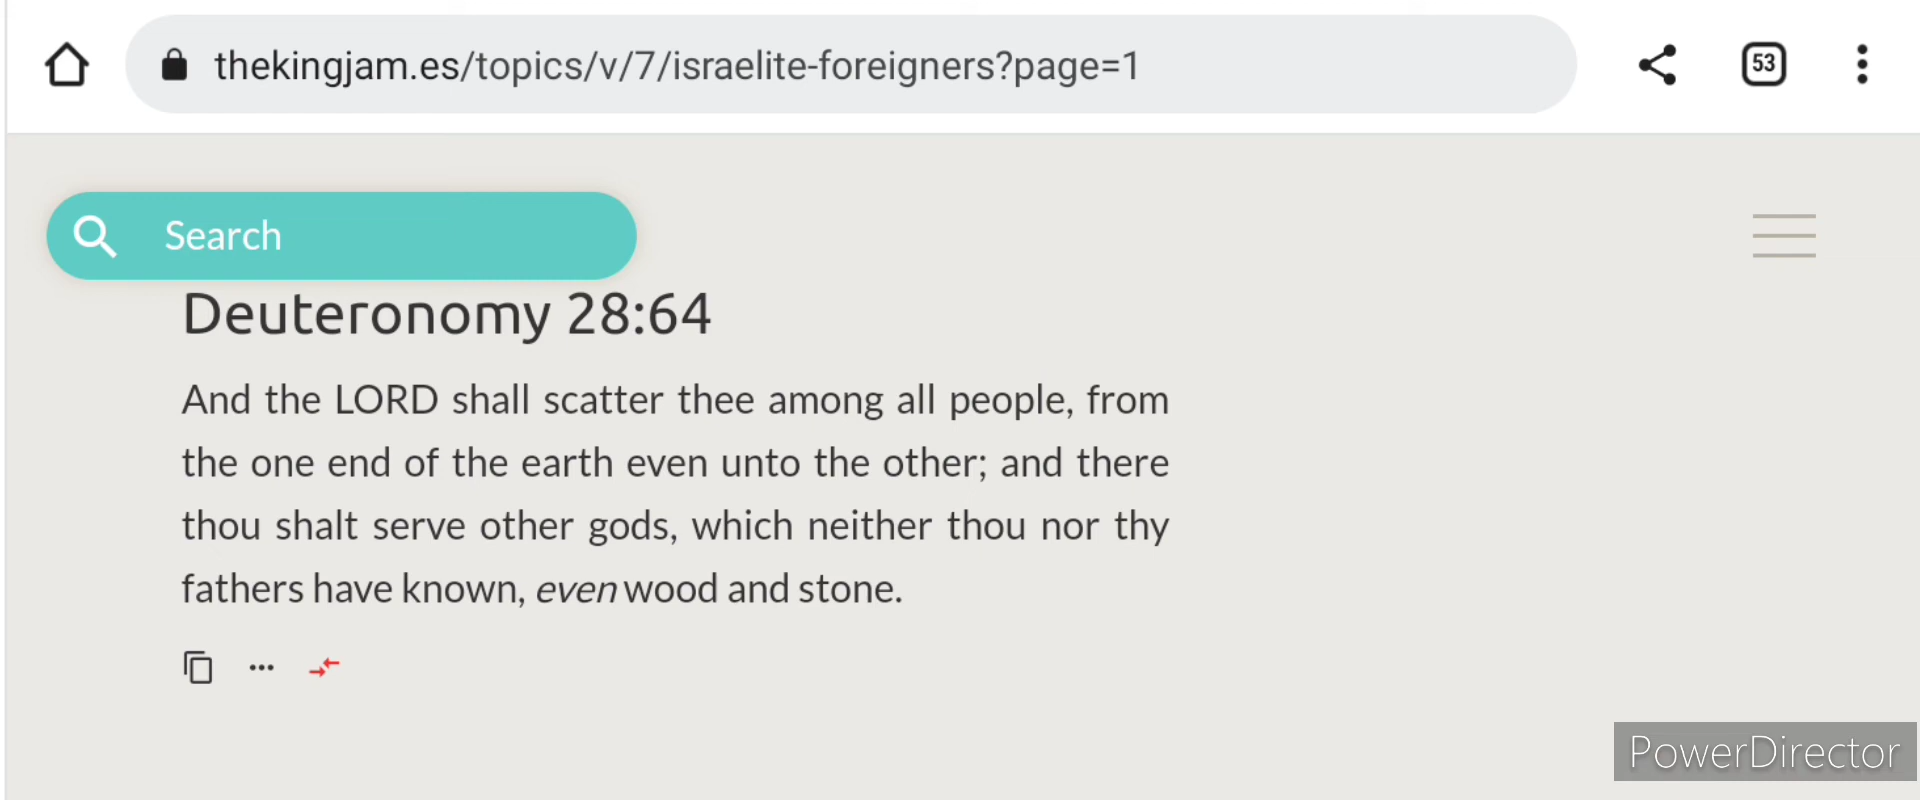 thekingjam.es/topics/v/7/israelite-foreigners?page=1
53
Search
Deuteronomy 28:64
And the LORD shall scatter thee among all people, from
the one end of the earth even unto the other; and there
thou shalt serve other gods, which neither thou nor thy
fathers have known, even wood and stone.
PowerDirector